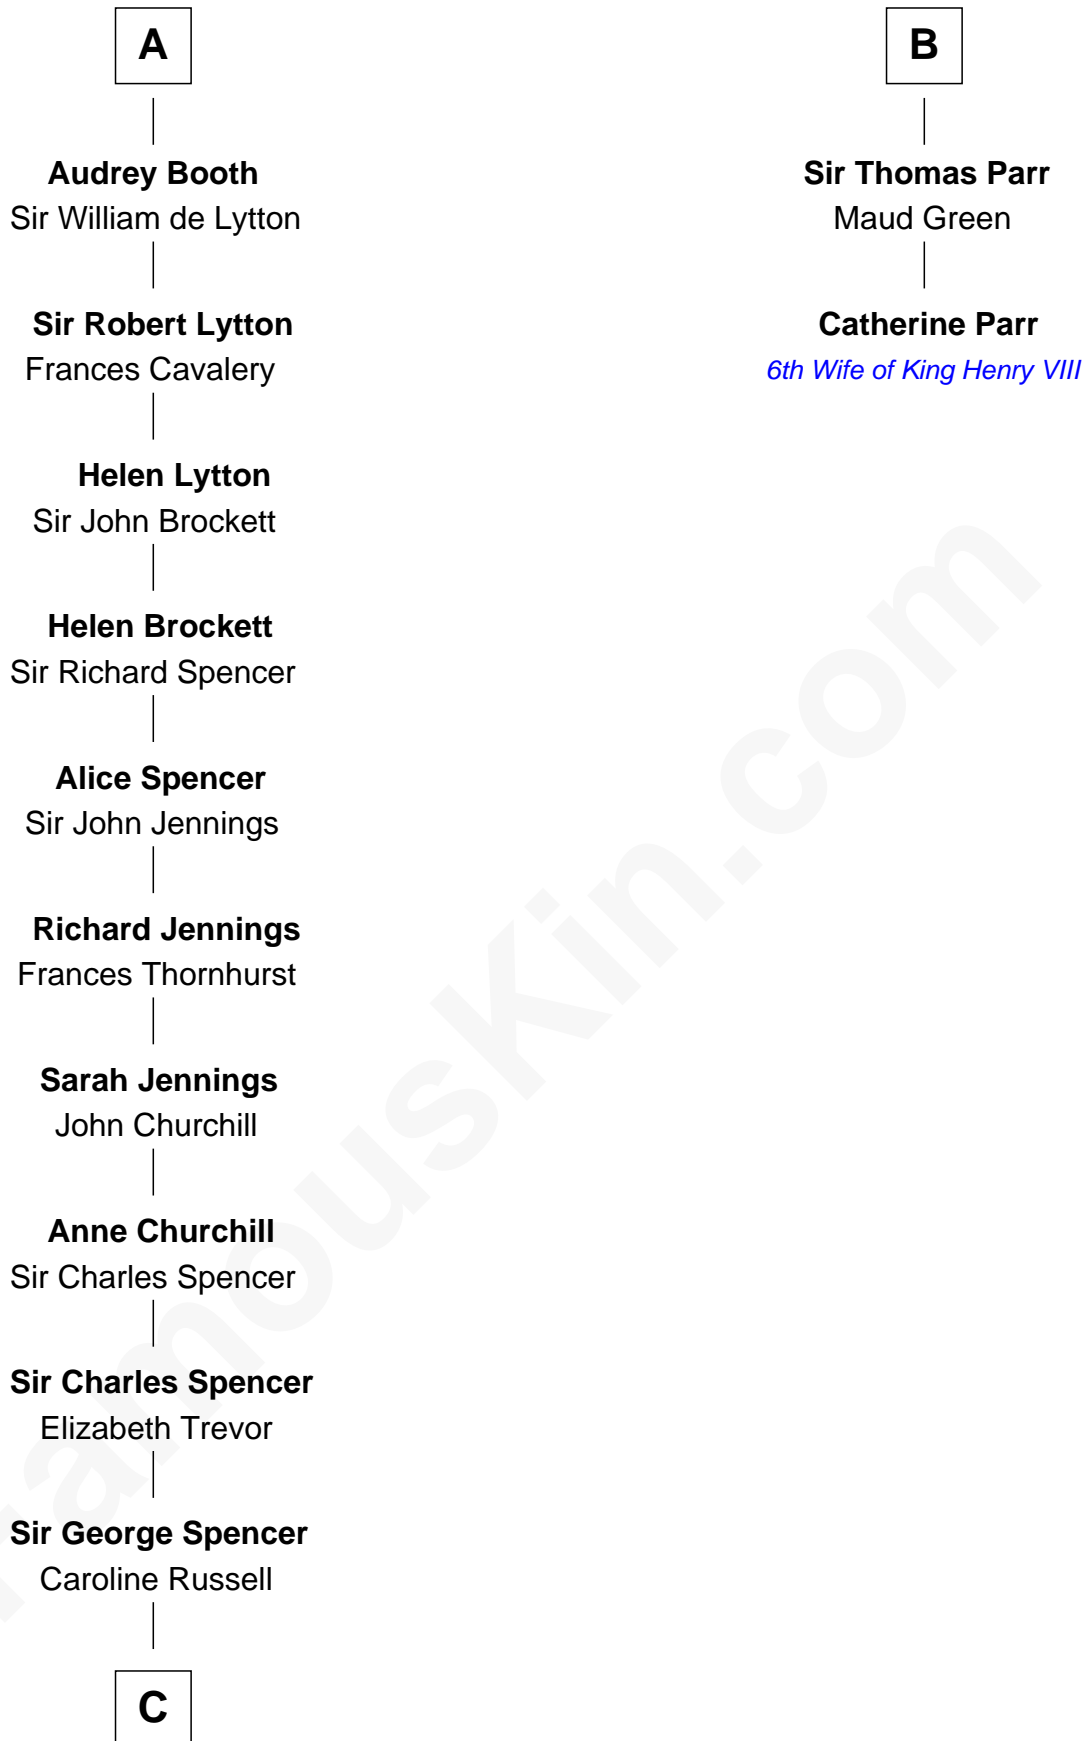 A
Audrey Booth
Sir William de Lytton
Sir Robert Lytton
Frances Cavalery
Helen Lytton
Sir John Brockett
Helen Brockett
Sir Richard Spencer
Alice Spencer
Sir John Jennings
Richard Jennings
Frances Thornhurst
Sarah Jennings
John Churchill
Anne Churchill
Sir Charles Spencer
Sir Charles Spencer
Elizabeth Trevor
Sir George Spencer
Caroline Russell
C
B
Sir Thomas Parr
Maud Green
Catherine Parr
6th Wife of King Henry VIII
FamousKin.com